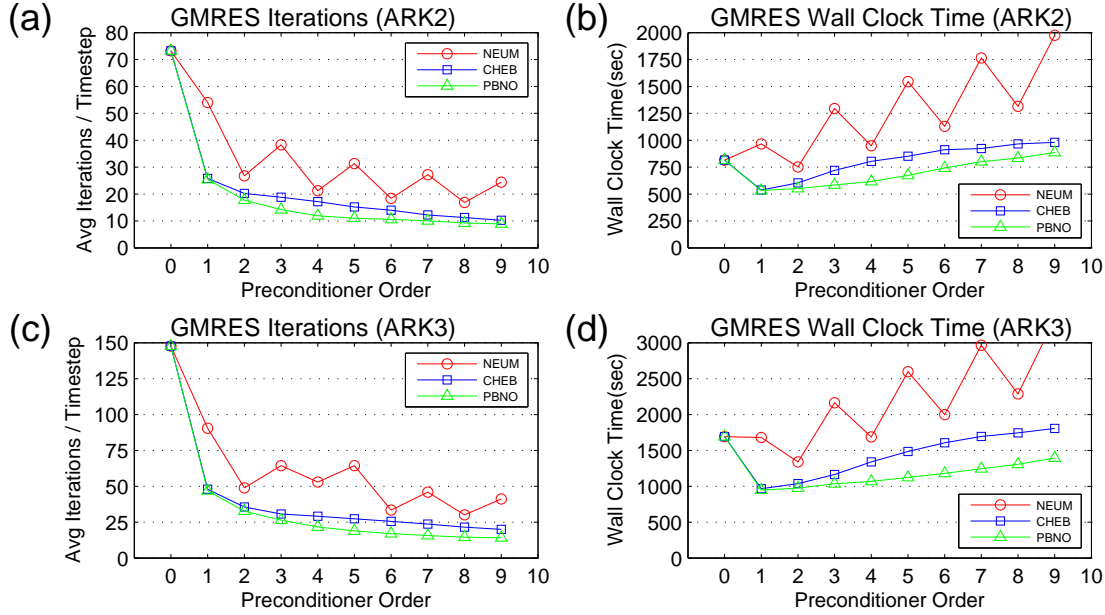 (a)
GMRES Iterations (ARK2)
Avg Iterations / Timestep
80
70
60
50
40
30
20
10
0
NEUM
CHEB
PBNO
0 1 2 3 4 5 6 7 8 9 10
Preconditioner Order
(b)
GMRES Wall Clock Time (ARK2)
Wall Clock Time(sec)
2000
1750
1500
1250
1000
750
500
250
0
NEUM
CHEB
PBNO
0 1 2 3 4 5 6 7 8 9 10
Preconditioner Order
(c)
GMRES Iterations (ARK3)
Avg Iterations / Timestep
150
125
100
75
50
25
0
NEUM
CHEB
PBNO
0 1 2 3 4 5 6 7 8 9 10
Preconditioner Order
(d)
GMRES Wall Clock Time (ARK3)
Wall Clock Time(sec)
3000
2500
2000
1500
1000
500
0
NEUM
CHEB
PBNO
0 1 2 3 4 5 6 7 8 9 10
Preconditioner Order